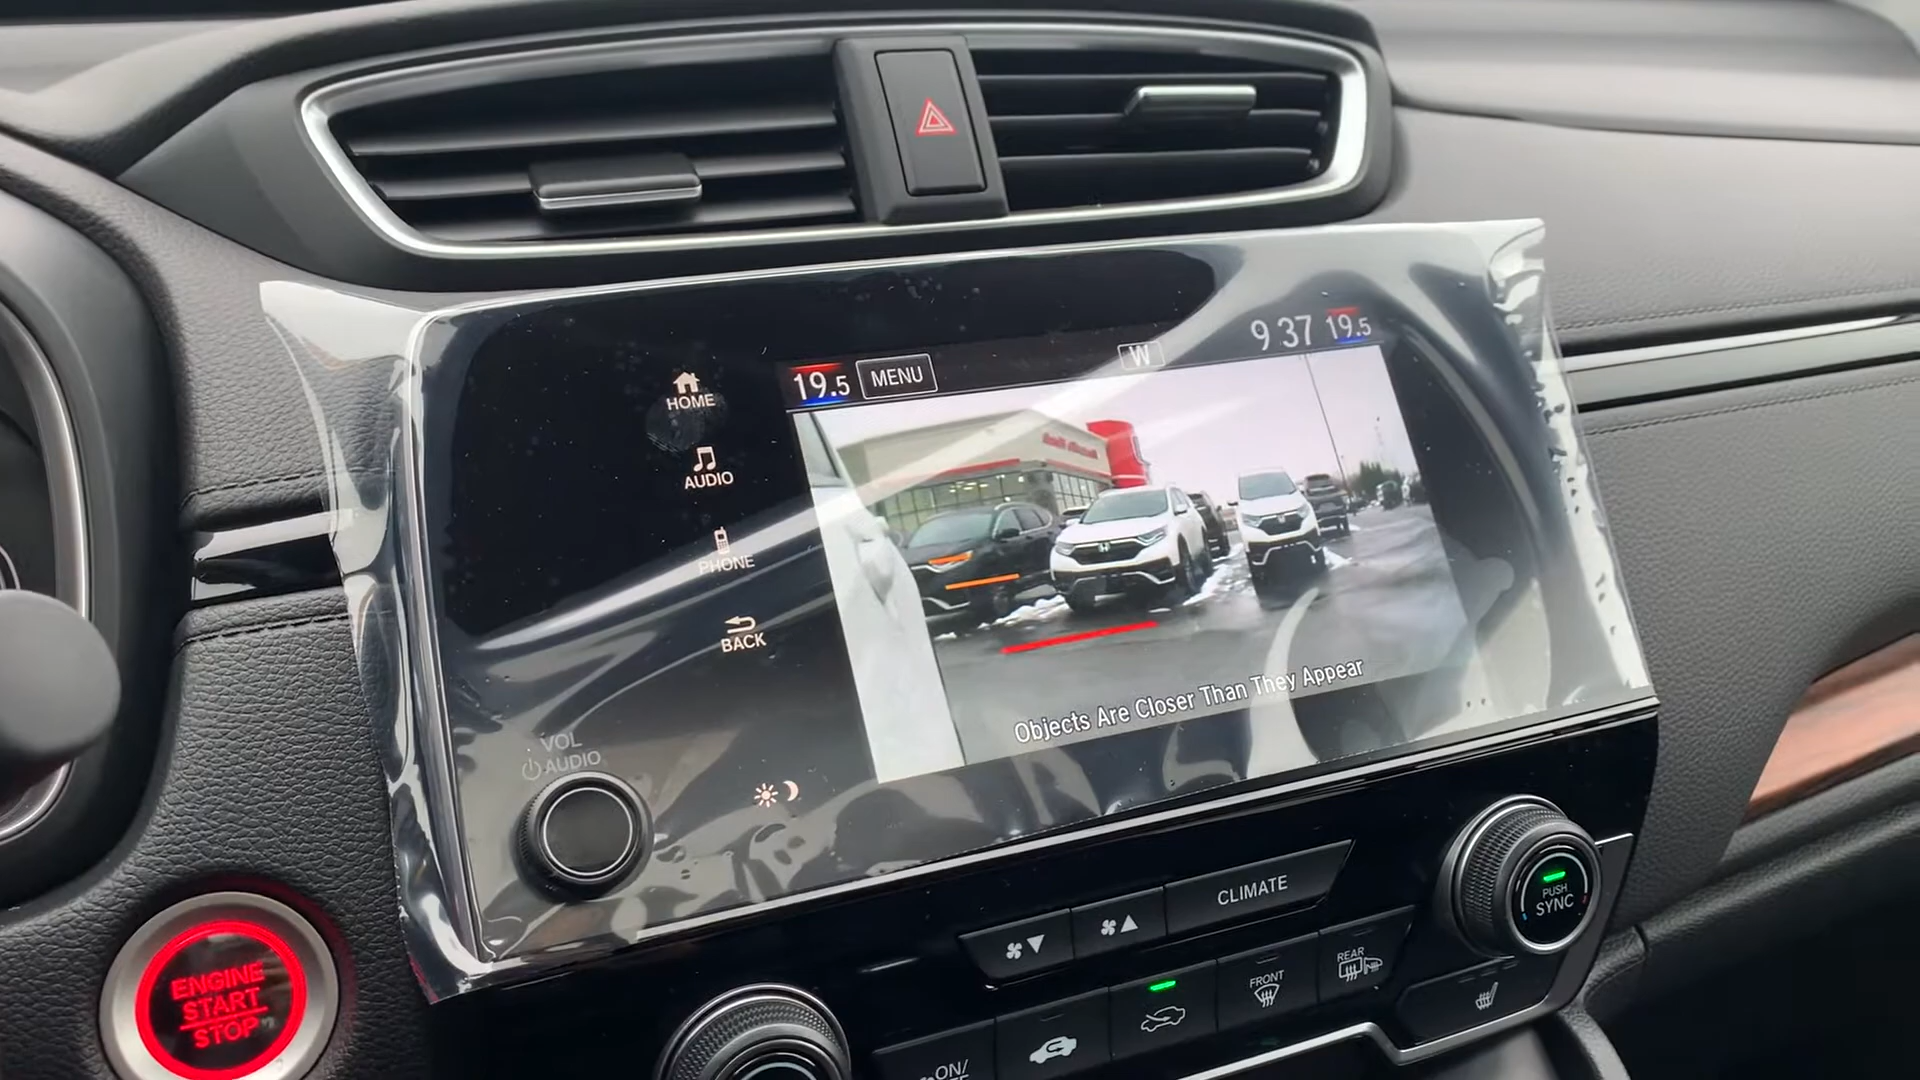 W
9 37 19.5
19.5 MENU
HOME
AUDIO
PHONE
BACK
Objects Are Closer Than They Appear
VOL
AUDIO
CLIMATE
PUSH
SYNC
ENGINE
START
STOP
FRONT
REAR
ON/